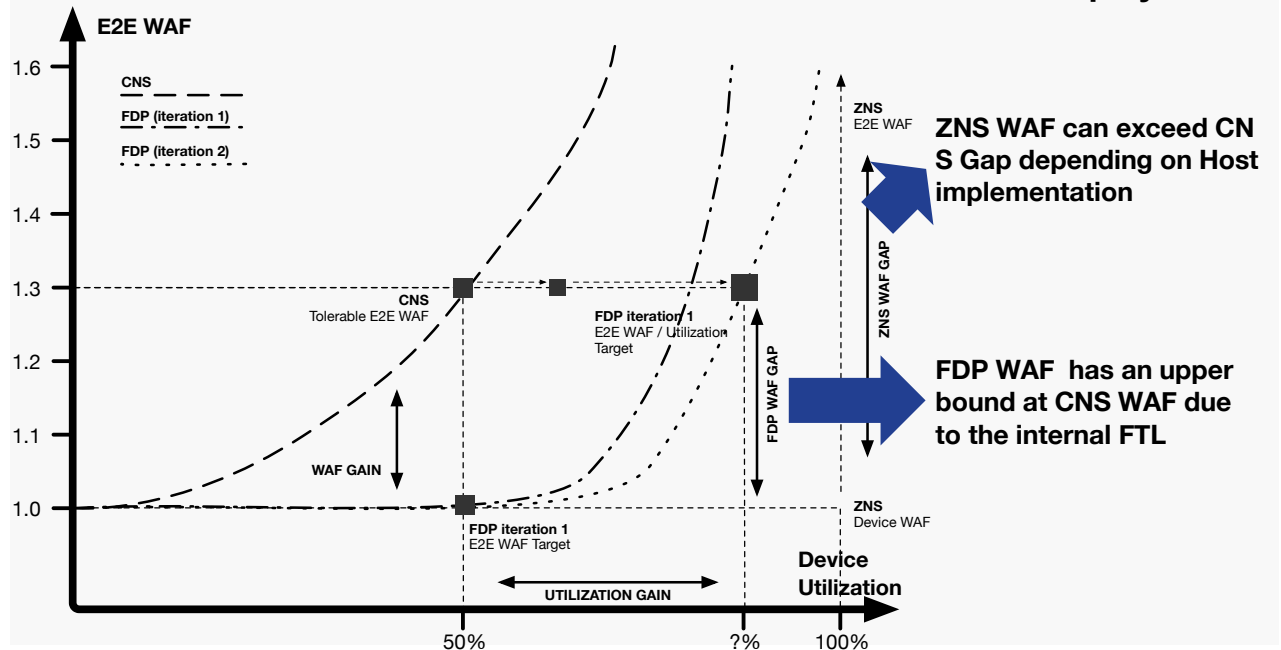 E2E WAF
1.6
1.5
1.4
1.3
1.2
1.1
1.0
CNS
FDP (iteration 1)
FDP (iteration 2)
CNS
Tolerable E2E WAF
FDP iteration 1
E2E WAF / Utilization
Target
WAF GAIN
FDP iteration 1
E2E WAF Target
UTILIZATION GAIN
FDP WAF GAP
ZNS
E2E WAF
ZNS WAF GAP
ZNS
Device WAF
Device
Utilization
50%
?%
100%
ZNS WAF can exceed CN
S Gap depending on Host
implementation
FDP WAF has an upper
bound at CNS WAF due
to the internal FTL